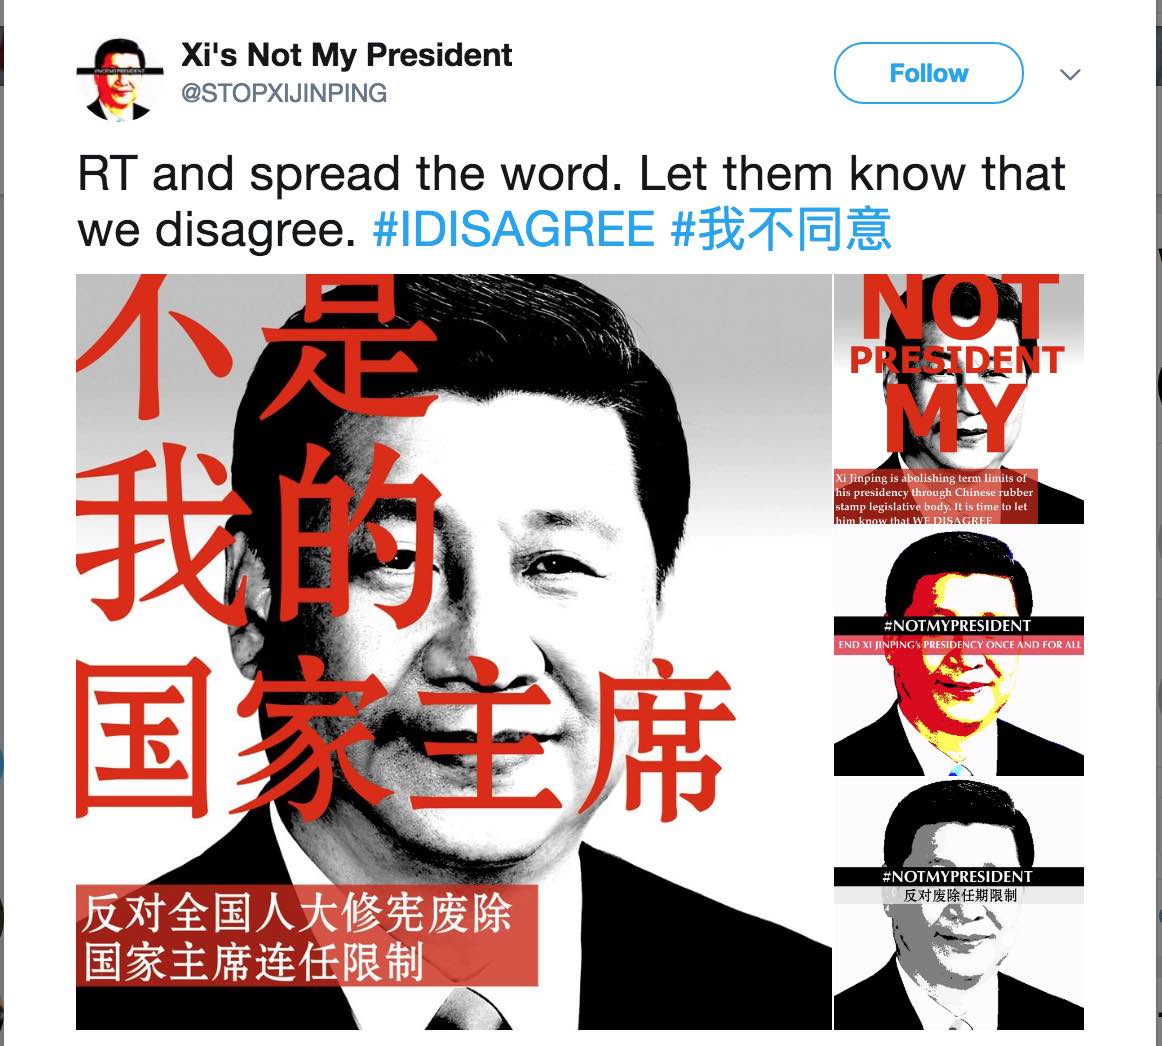 Xi's Not My President
@STOPXIJINPING
Follow
RT and spread the word. Let them know that
we disagree. #IDISAGREE #我不同意
不是
我的
国家主席
反对全国人大修宪废除
国家主席连任限制
NOT
PRESIDENT
MY
Xi Jinping is abolishing term limits of
his presidency through Chinese rubber
stamp legislative body. It is time to let
him know that WE DISAGREE
#NOTMYPRESIDENT
END XI JINPING's PRESIDENCY ONCE AND FOR ALL
#NOTMYPRESIDENT
反对废除任期限制